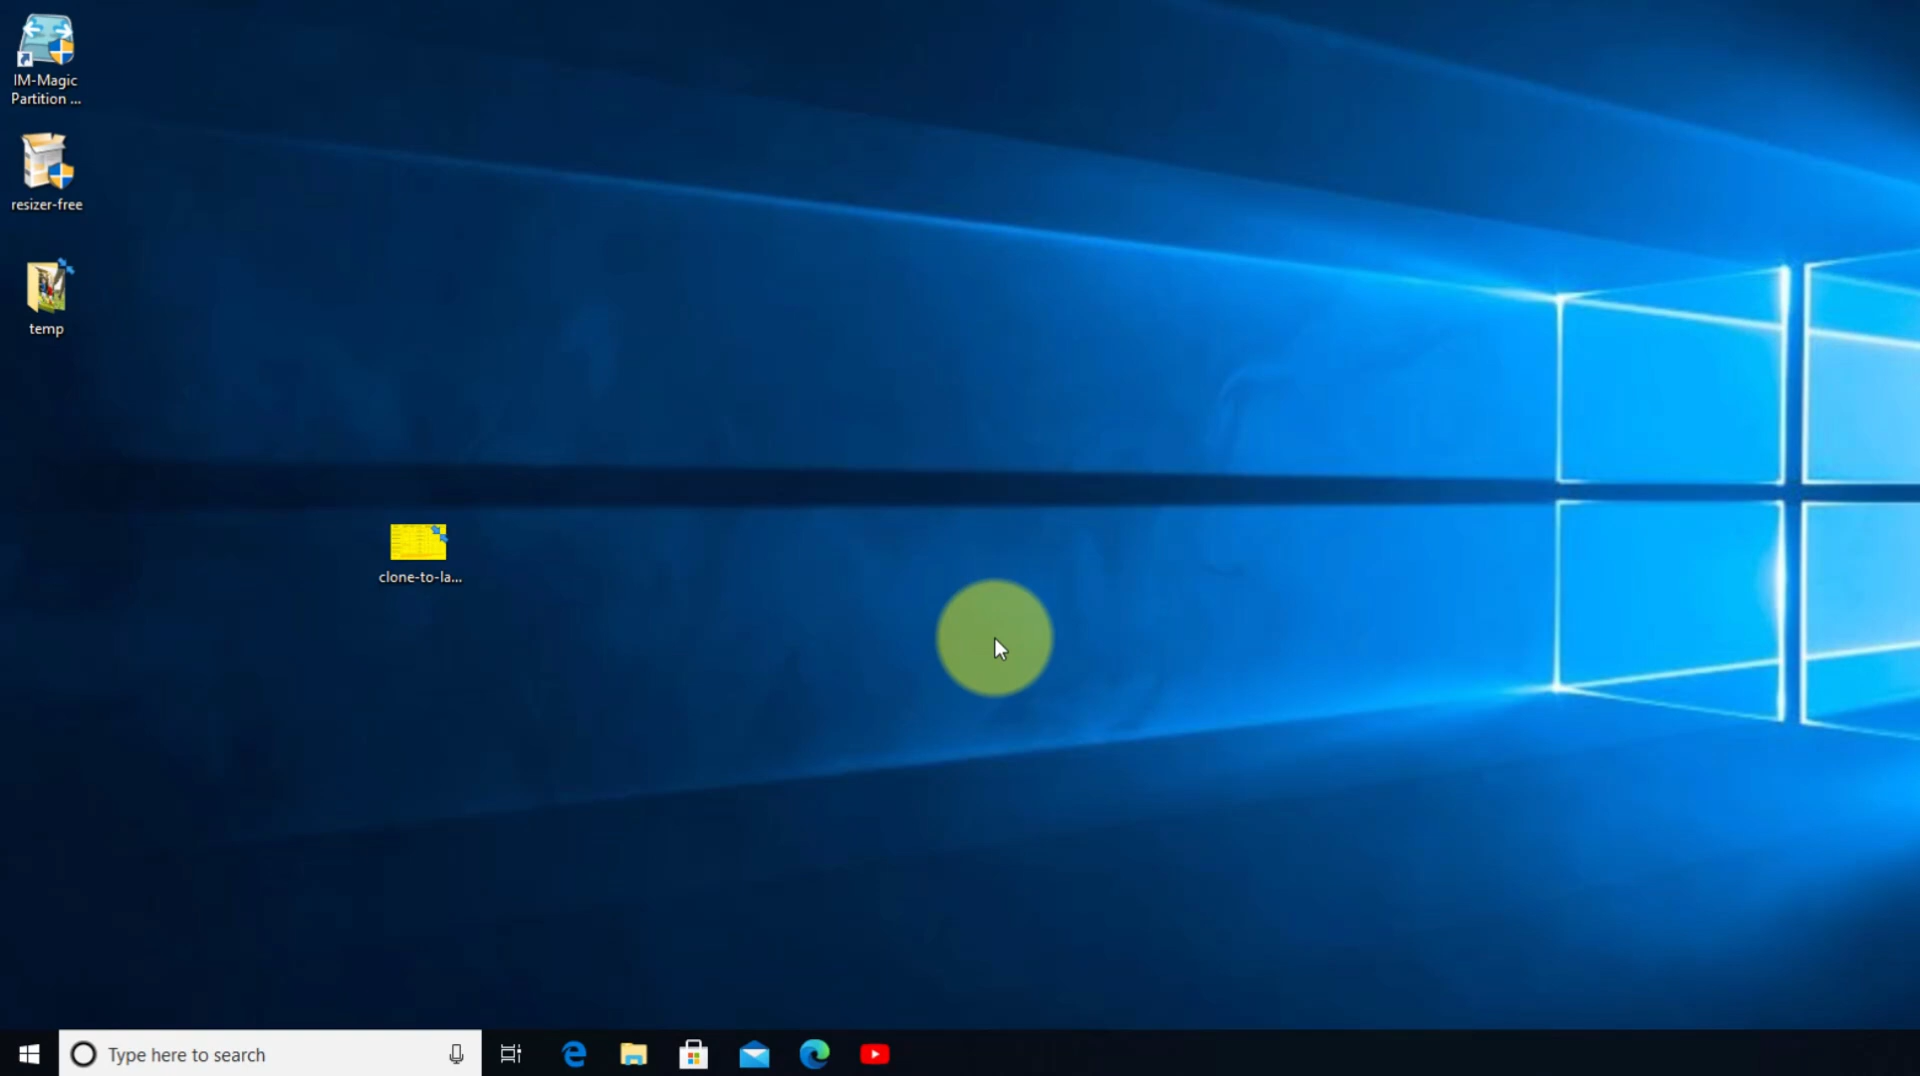 IM-Magic
Partition ...
resizer-free
temp
clone-to-la...
Type here to search